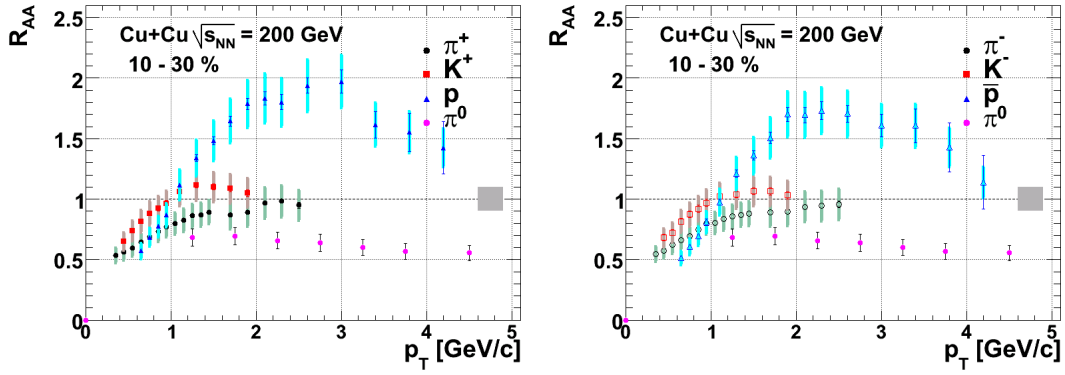 R_AA
2.5
2
1.5
1
0.5
0
Cu+Cu √s_NN = 200 GeV
10 - 30 %
π⁺
K⁺
p
π⁰
0 1 2 3 4 5
p_T [GeV/c]
R_AA
2.5
2
1.5
1
0.5
0
Cu+Cu √s_NN = 200 GeV
10 - 30 %
π⁻
K⁻
p̅
π⁰
0 1 2 3 4 5
p_T [GeV/c]